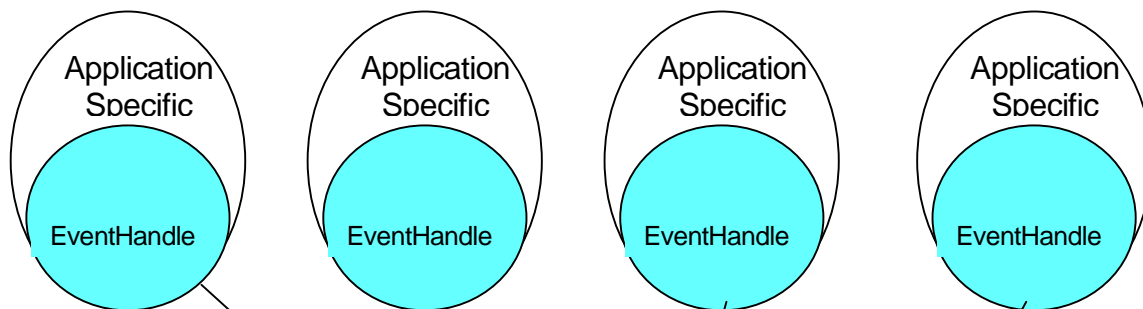 Application Application Application Application
Specific Specific Specific Specific
EventHandle EventHandle EventHandle EventHandle